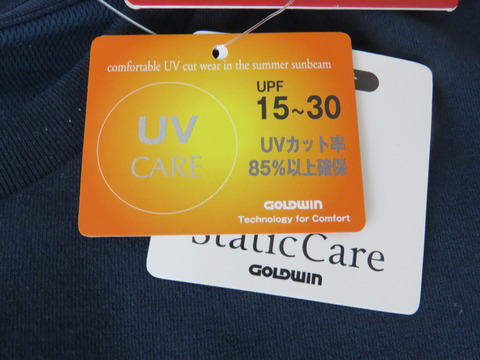 comfortable UV cut wear in the summer sunbeam
UV
CARE
UPF
15~30
UVカット率
85%以上確保
GOLDWIN
Technology for Comfort
StaticCare
GOLDWIN